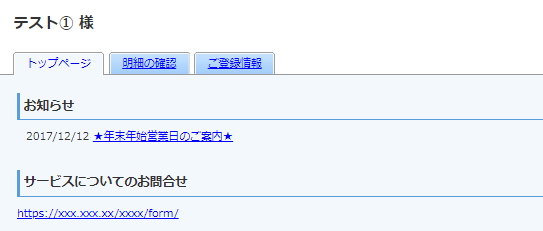 テスト① 様
トップページ 明細の確認 ご登録情報
お知らせ
2017/12/12 ★年末年始営業日のご案内★
サービスについてのお問合せ
https://xxx.xxx.xx/xxxx/form/